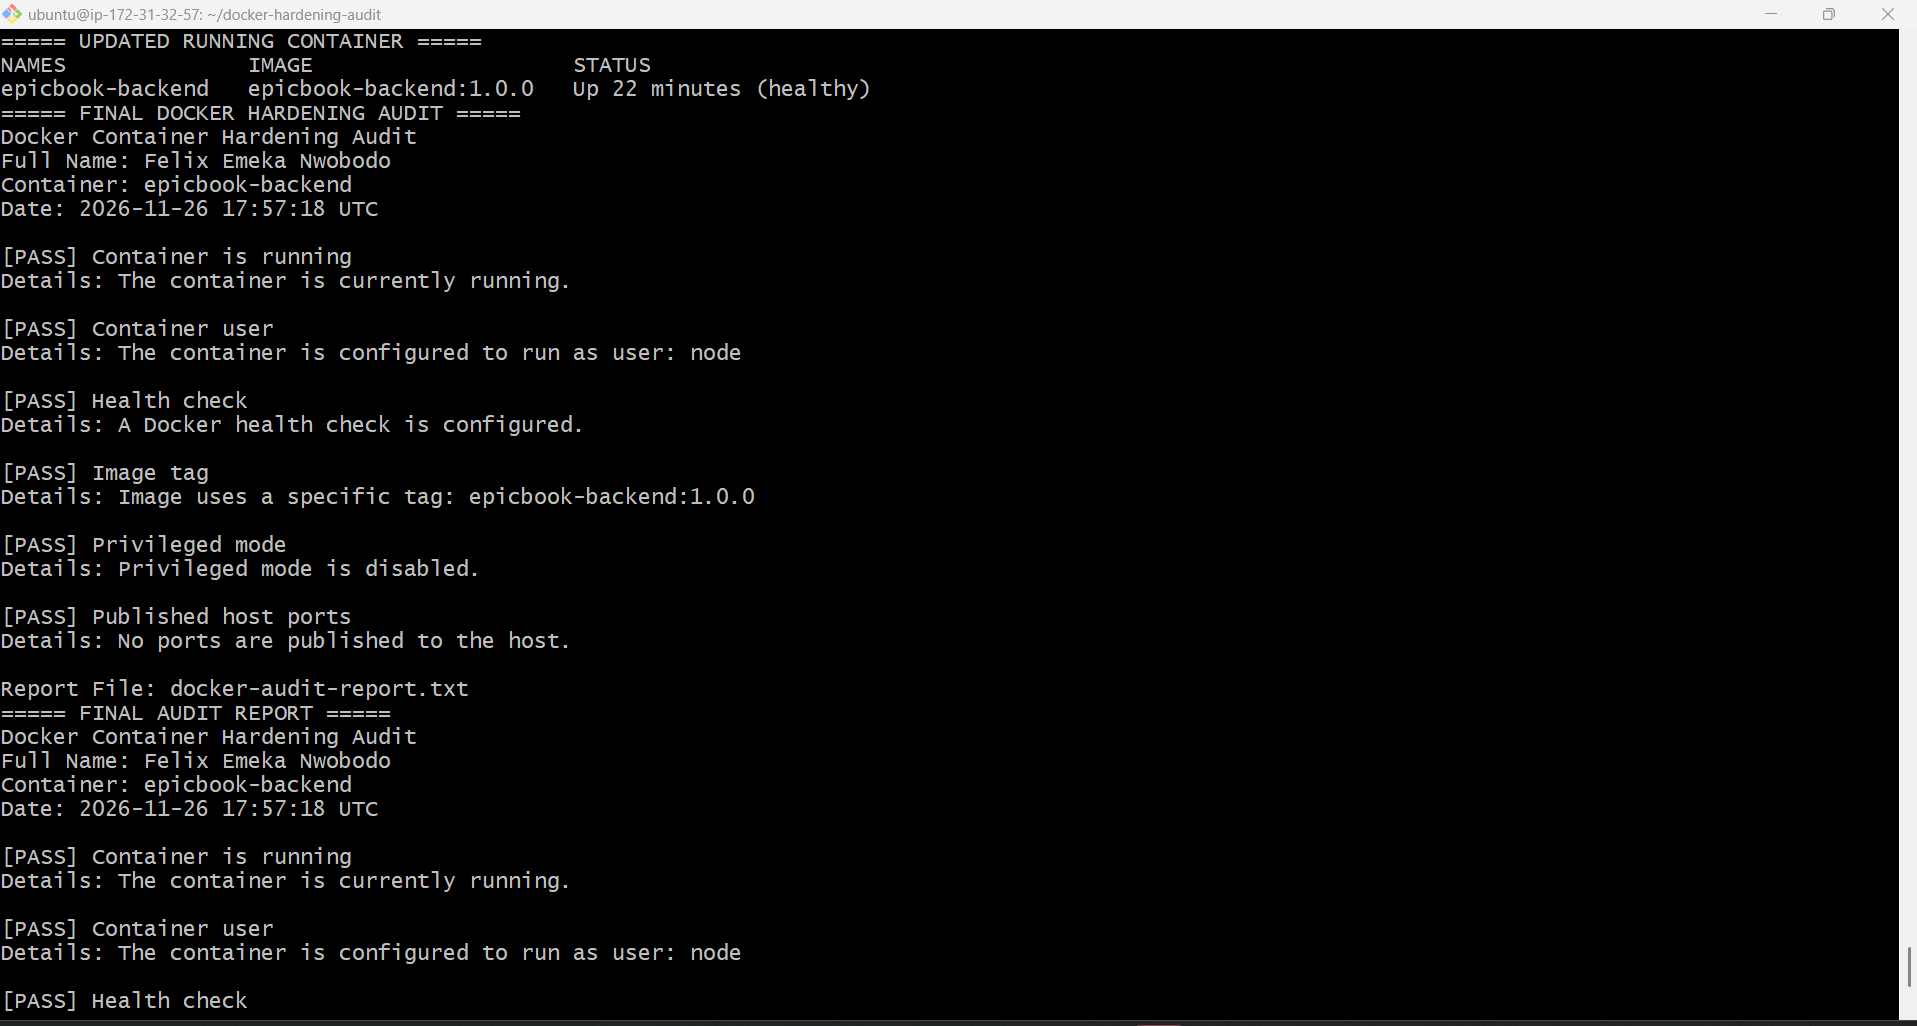 ubuntu@ip-172-31-32-57: ~/docker-hardening-audit
===== UPDATED RUNNING CONTAINER =====
NAMES              IMAGE                    STATUS
epicbook-backend   epicbook-backend:1.0.0   Up 22 minutes (healthy)
===== FINAL DOCKER HARDENING AUDIT =====
Docker Container Hardening Audit
Full Name: Felix Emeka Nwobodo
Container: epicbook-backend
Date: 2026-11-26 17:57:18 UTC
[PASS] Container is running
Details: The container is currently running.
[PASS] Container user
Details: The container is configured to run as user: node
[PASS] Health check
Details: A Docker health check is configured.
[PASS] Image tag
Details: Image uses a specific tag: epicbook-backend:1.0.0
[PASS] Privileged mode
Details: Privileged mode is disabled.
[PASS] Published host ports
Details: No ports are published to the host.
Report File: docker-audit-report.txt
===== FINAL AUDIT REPORT =====
Docker Container Hardening Audit
Full Name: Felix Emeka Nwobodo
Container: epicbook-backend
Date: 2026-11-26 17:57:18 UTC
[PASS] Container is running
Details: The container is currently running.
[PASS] Container user
Details: The container is configured to run as user: node
[PASS] Health check